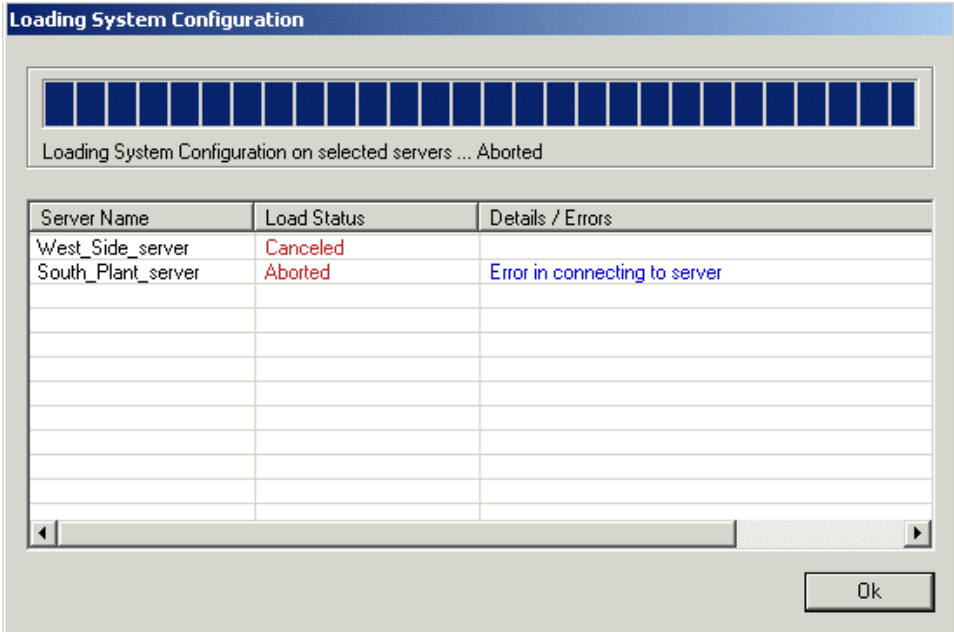 Loading System Configuration
Loading System Configuration on selected servers ... Aborted
Server Name Load Status Details / Errors
West_Side_server Canceled
South_Plant_server Aborted Error in connecting to server
Ok